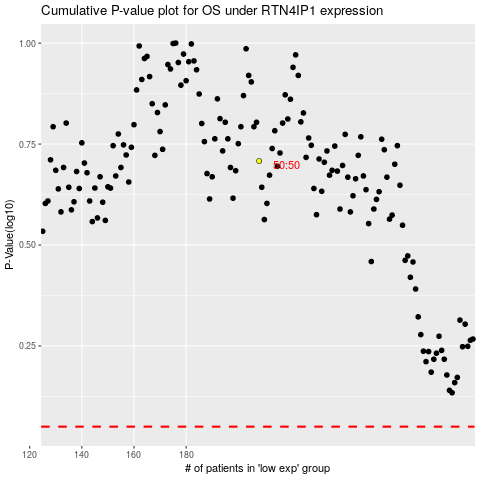 Cumulative P-value plot for OS under RTN4IP1 expression
P-Value(log10)
1.00
0.75
0.50
0.25
50:50
120 140 160 180
# of patients in 'low exp' group